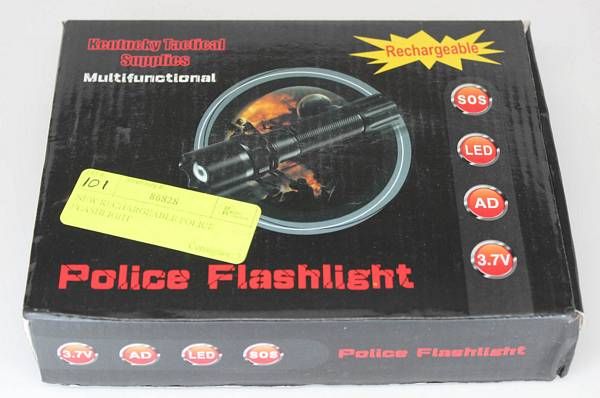 Kentucky Tactical
Supplies
Multifunctional
Rechargeable
SOS
LED
AD
3.7V
101
86828
NEW RECHARGEABLE POLICE
FLASHLIGHT
Police Flashlight
3.7V
AD
LED
SOS
Police Flashlight